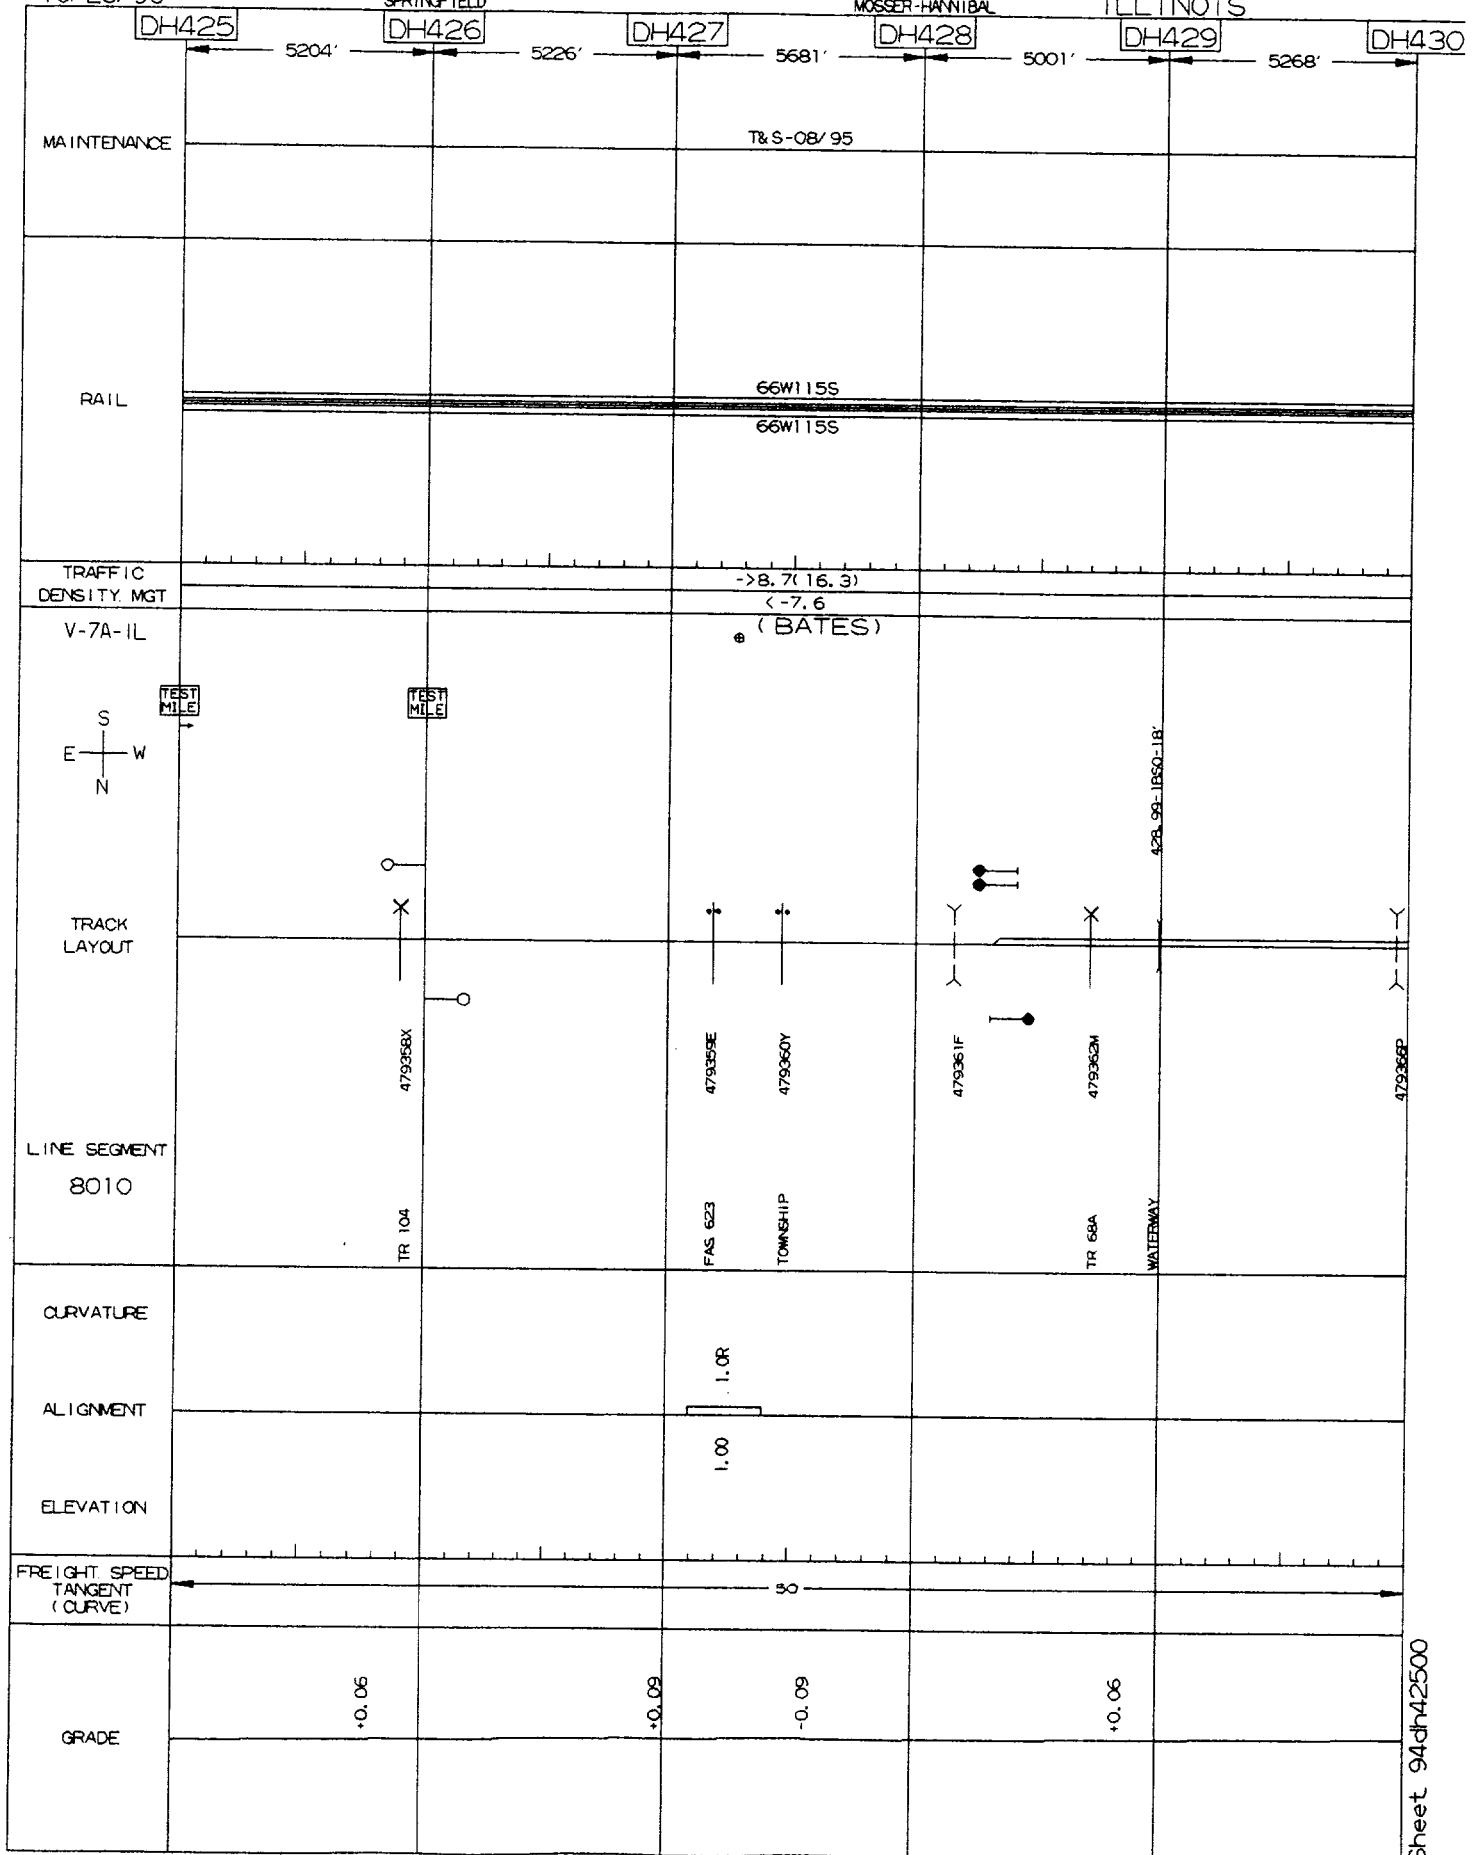 SPRINGFIELD
MOSSER-HANNIBAL
ILLINOIS
DH425
DH426
DH427
DH428
DH429
DH430
5204'
5226'
5681'
5001'
5268'
MAINTENANCE
T&S-08/95
RAIL
66W115S
66W115S
TRAFFIC
DENSITY. MGT
->8.7(16.3)
<-7.6
V-7A-IL
(BATES)
TEST
MILE
TEST
MILE
S
E
W
N
428.99-1BSO-18'
TRACK
LAYOUT
479358X
479359E
479360Y
479361F
479362M
479366P
LINE SEGMENT
8010
TR 104
FAS 623
TOWNSHIP
TR 68A
WATERWAY
CURVATURE
1.0R
ALIGNMENT
1.00
ELEVATION
FREIGHT. SPEED
TANGENT
(CURVE)
50
+0.06
+0.09
-0.09
+0.06
GRADE
Sheet 94dh42500